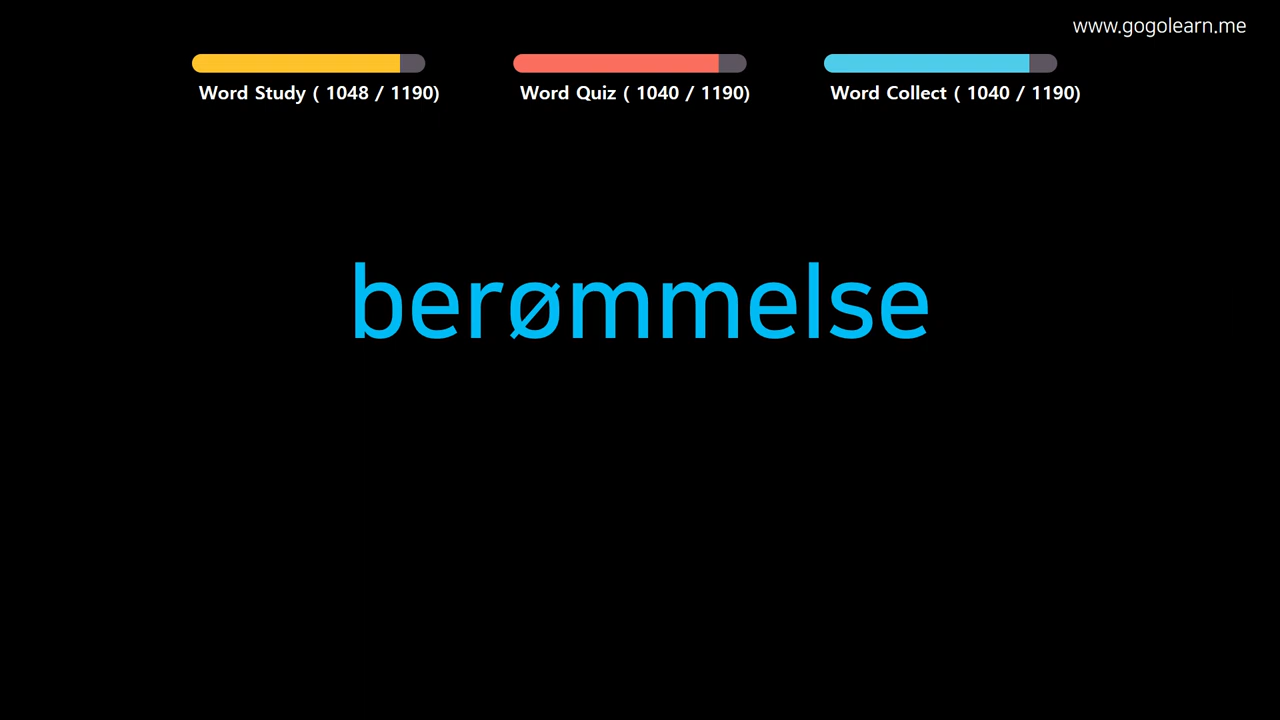 www.gogolearn.me
Word Study ( 1048 / 1190)
Word Quiz ( 1040 / 1190)
Word Collect ( 1040 / 1190)
berømmelse